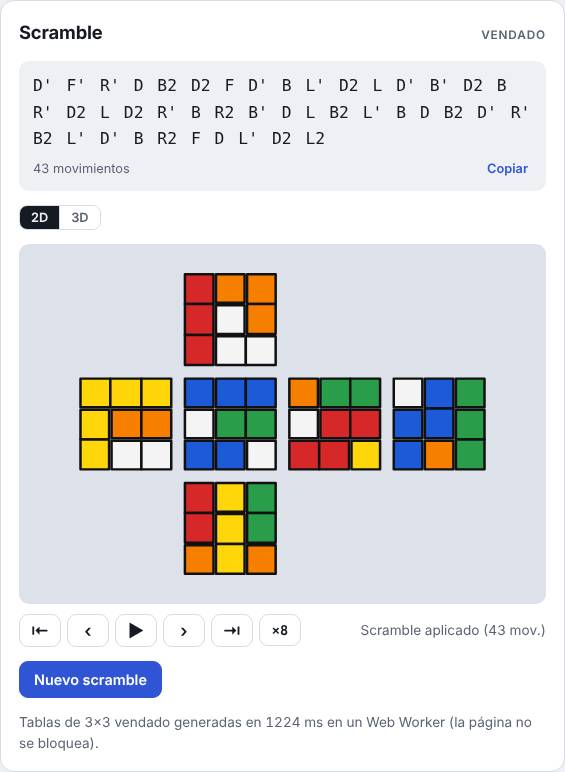 Scramble
VENDADO
D' F' R' D B2 D2 F D' B L' D2 L D' B' D2 B
R' D2 L D2 R' B R2 B' D L B2 L' B D B2 D' R'
B2 L' D' B R2 F D L' D2 L2
43 movimientos
Copiar
2D 3D
×8
Scramble aplicado (43 mov.)
Nuevo scramble
Tablas de 3×3 vendado generadas en 1224 ms en un Web Worker (la página no
se bloquea).